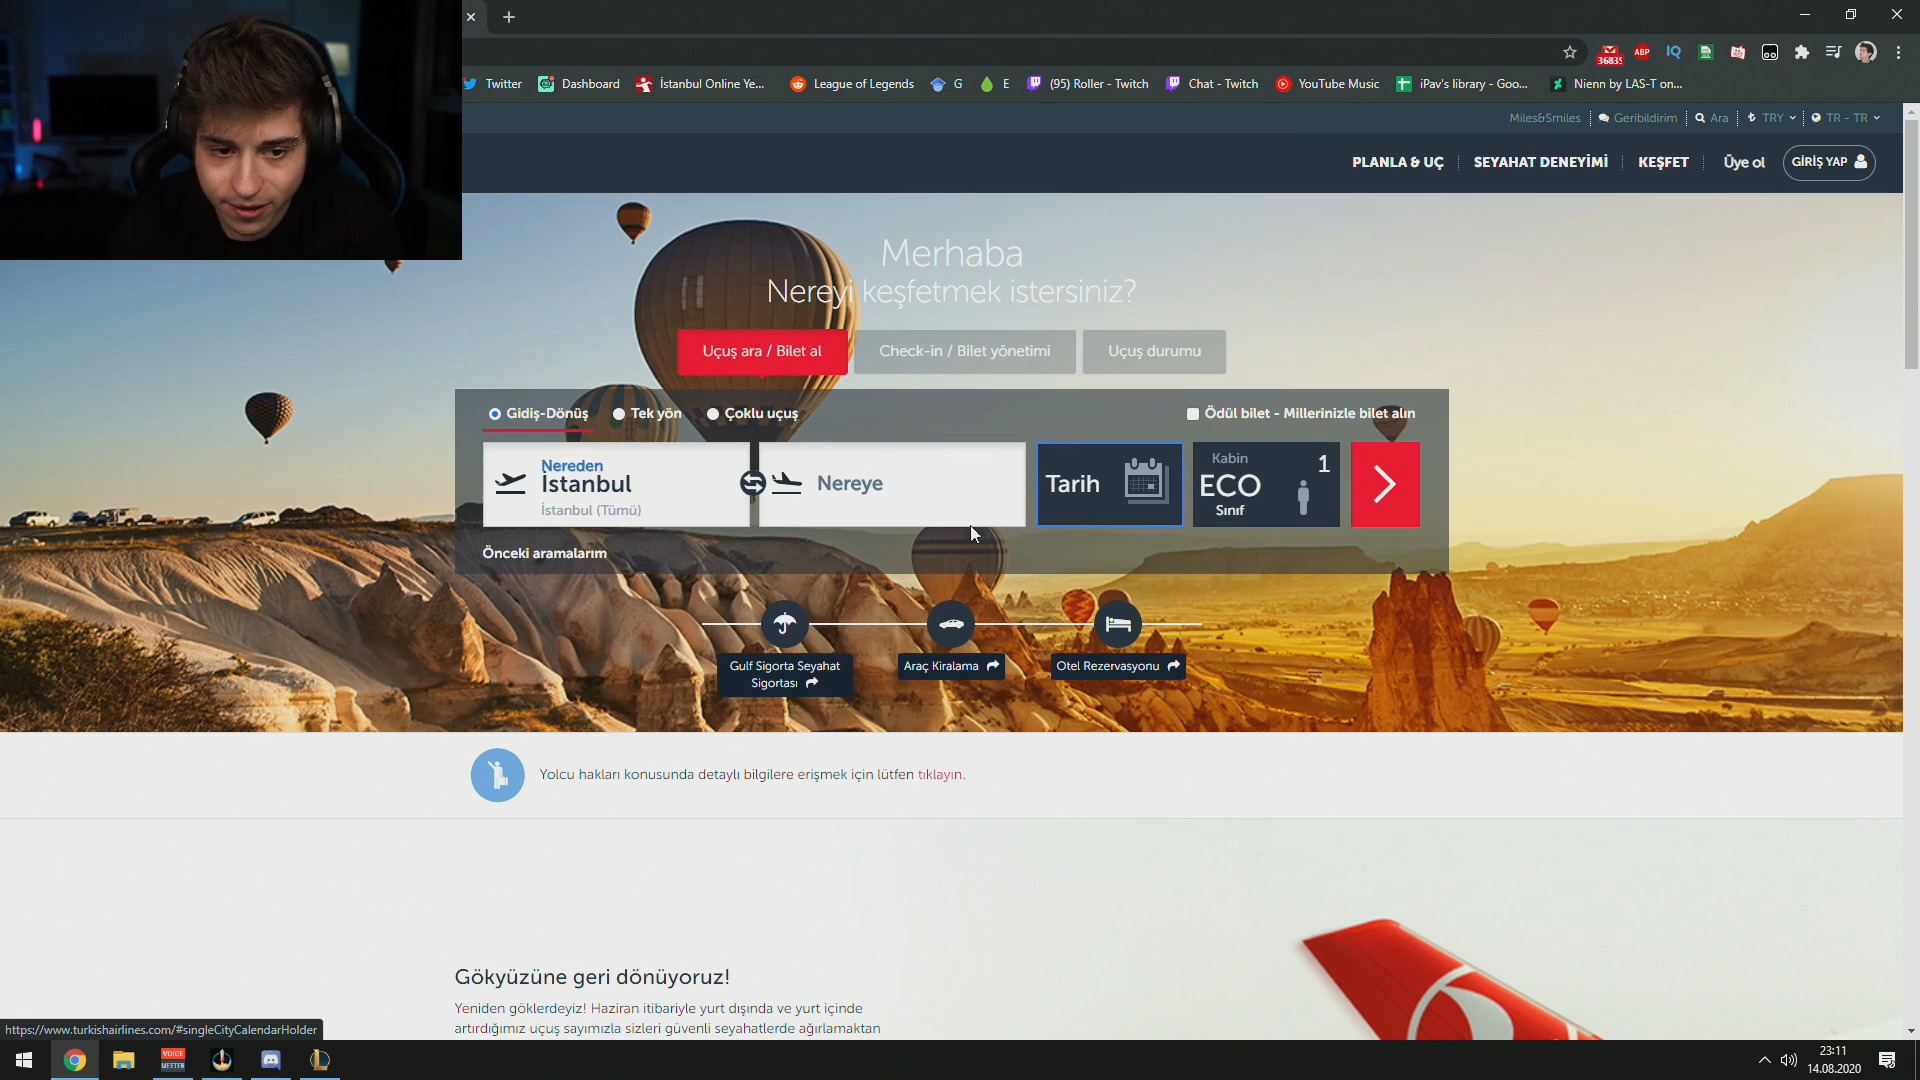 Twitter
Dashboard
İstanbul Online Ye...
League of Legends
G
E
(95) Roller - Twitch
Chat - Twitch
YouTube Music
iPav's library - Goo...
Nienn by LAS-T on...
36835
ABP
IQ
Miles&Smiles
Geribildirim
Ara
₺ TRY
TR - TR
PLANLA & UÇ
SEYAHAT DENEYİMİ
KEŞFET
Üye ol
GİRİŞ YAP
Merhaba
Nereyi keşfetmek istersiniz?
Uçuş ara / Bilet al
Check-in / Bilet yönetimi
Uçuş durumu
Gidiş-Dönüş
Tek yön
Çoklu uçuş
Ödül bilet - Millerinizle bilet alın
Nereden
İstanbul
İstanbul (Tümü)
Nereye
Tarih
Kabin
ECO
Sınıf
1
Önceki aramalarım
Gulf Sigorta Seyahat
Sigortası
Araç Kiralama
Otel Rezervasyonu
Yolcu hakları konusunda detaylı bilgilere erişmek için lütfen tıklayın.
Gökyüzüne geri dönüyoruz!
Yeniden göklerdeyiz! Haziran itibariyle yurt dışında ve yurt içinde
artırdığımız uçuş sayımızla sizleri güvenli seyahatlerde ağırlamaktan
https://www.turkishairlines.com/#singleCityCalendarHolder
VOICE
MEETER
23:11
14.08.2020